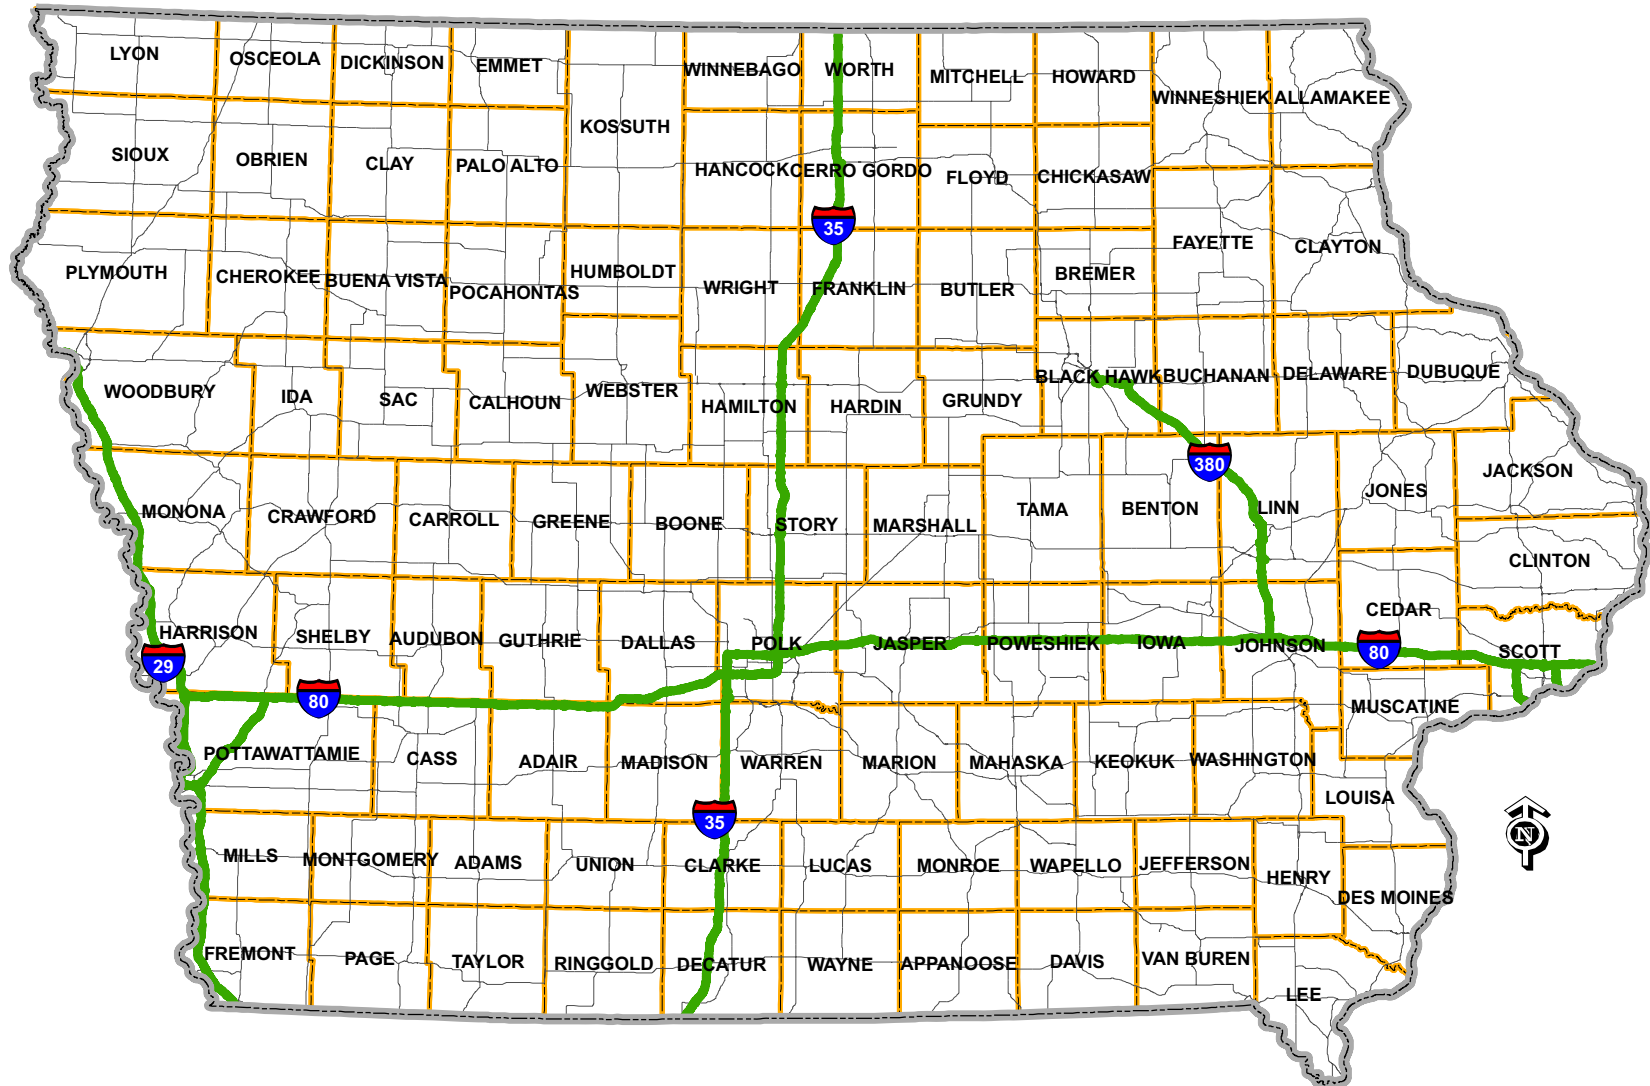 LYON
OSCEOLA
DICKINSON
EMMET
WINNEBAGO
WORTH
MITCHELL
HOWARD
WINNESHIEK
ALLAMAKEE
KOSSUTH
SIOUX
OBRIEN
CLAY
PALO ALTO
HANCOCK
CERRO GORDO
FLOYD
CHICKASAW
35
FAYETTE
CLAYTON
PLYMOUTH
CHEROKEE
BUENA VISTA
POCAHONTAS
HUMBOLDT
WRIGHT
FRANKLIN
BUTLER
BREMER
WOODBURY
IDA
SAC
CALHOUN
WEBSTER
HAMILTON
HARDIN
GRUNDY
BLACK HAWK
BUCHANAN
DELAWARE
DUBUQUE
380
JACKSON
JONES
MONONA
CRAWFORD
CARROLL
GREENE
BOONE
STORY
MARSHALL
TAMA
BENTON
LINN
CLINTON
CEDAR
HARRISON
SHELBY
AUDUBON
GUTHRIE
DALLAS
POLK
JASPER
POWESHIEK
IOWA
JOHNSON
80
SCOTT
29
80
MUSCATINE
POTTAWATTAMIE
CASS
ADAIR
MADISON
WARREN
MARION
MAHASKA
KEOKUK
WASHINGTON
LOUISA
35
MILLS
MONTGOMERY
ADAMS
UNION
CLARKE
LUCAS
MONROE
WAPELLO
JEFFERSON
HENRY
DES MOINES
N
FREMONT
PAGE
TAYLOR
RINGGOLD
DECATUR
WAYNE
APPANOOSE
DAVIS
VAN BUREN
LEE